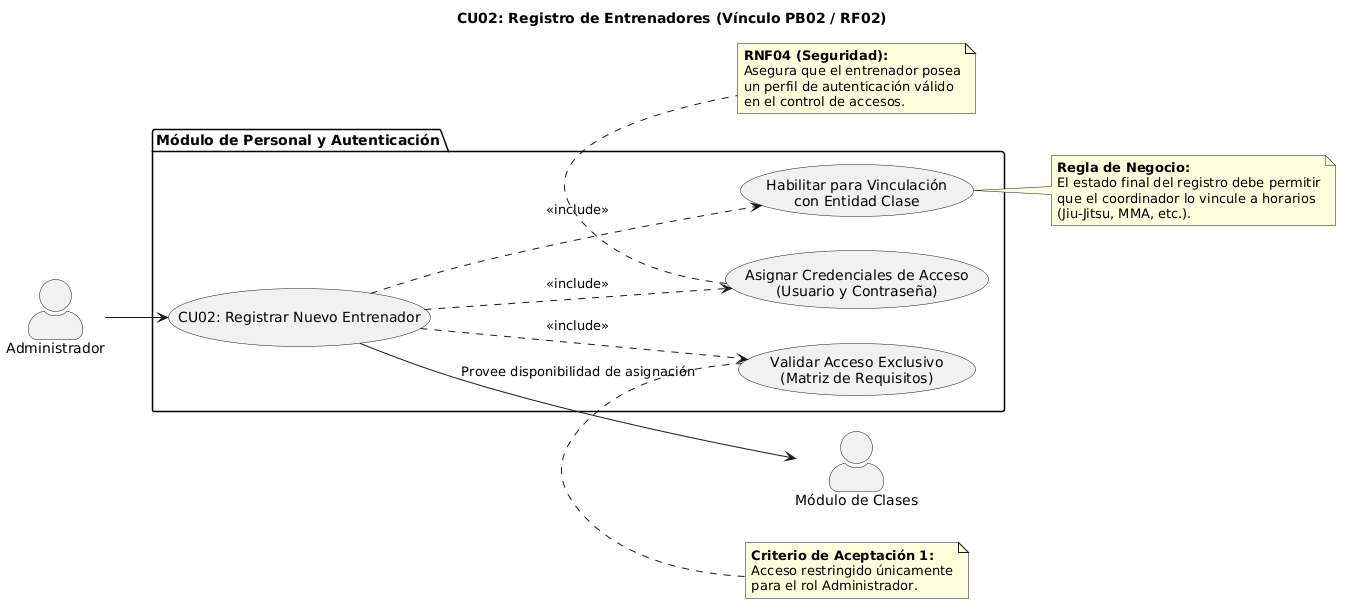 CU02: Registro de Entrenadores (Vínculo PB02 / RF02)
RNF04 (Seguridad):
Asegura que el entrenador posea
un perfil de autenticación válido
en el control de accesos.
Módulo de Personal y Autenticación
Regla de Negocio:
El estado final del registro debe permitir
que el coordinador lo vincule a horarios
(Jiu-Jitsu, MMA, etc.).
Habilitar para Vinculación
con Entidad Clase
«include»
Asignar Credenciales de Acceso
(Usuario y Contraseña)
«include»
CU02: Registrar Nuevo Entrenador
«include»
Administrador
Validar Acceso Exclusivo
(Matriz de Requisitos)
Provee disponibilidad de asignación
Módulo de Clases
Criterio de Aceptación 1:
Acceso restringido únicamente
para el rol Administrador.